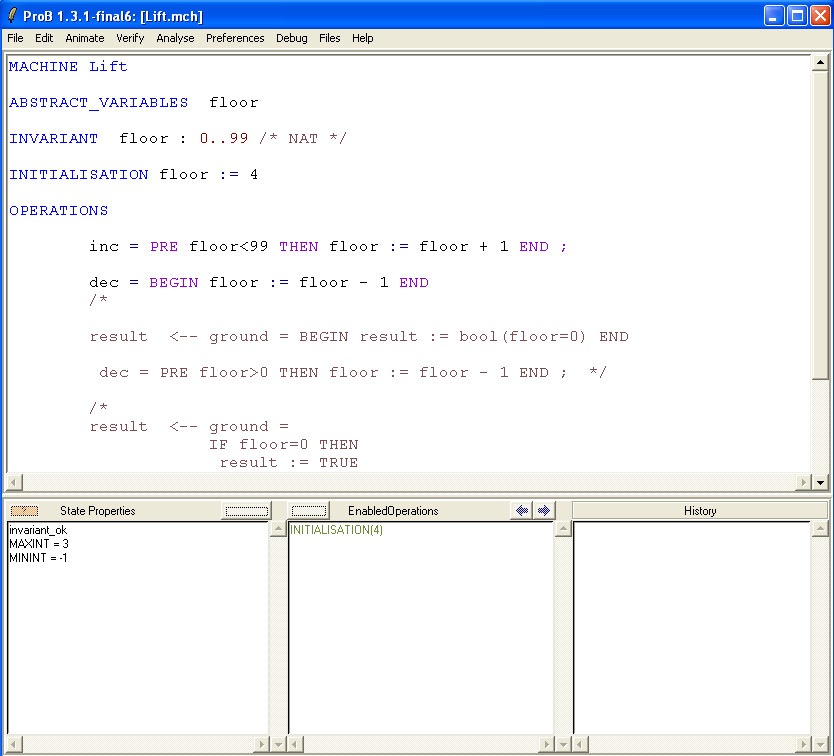 ProB 1.3.1-final6: [Lift.mch]
File Edit Animate Verify Analyse Preferences Debug Files Help
MACHINE Lift
ABSTRACT_VARIABLES  floor
INVARIANT  floor : 0..99 /* NAT */
INITIALISATION floor := 4
OPERATIONS
        inc = PRE floor<99 THEN floor := floor + 1 END ;
        dec = BEGIN floor := floor - 1 END
        /*
        result  <-- ground = BEGIN result := bool(floor=0) END
         dec = PRE floor>0 THEN floor := floor - 1 END ;  */
        /*
        result  <-- ground =
                    IF floor=0 THEN
                     result := TRUE
State Properties
invariant_ok
MAXINT = 3
MININT = -1
EnabledOperations
INITIALISATION(4)
History